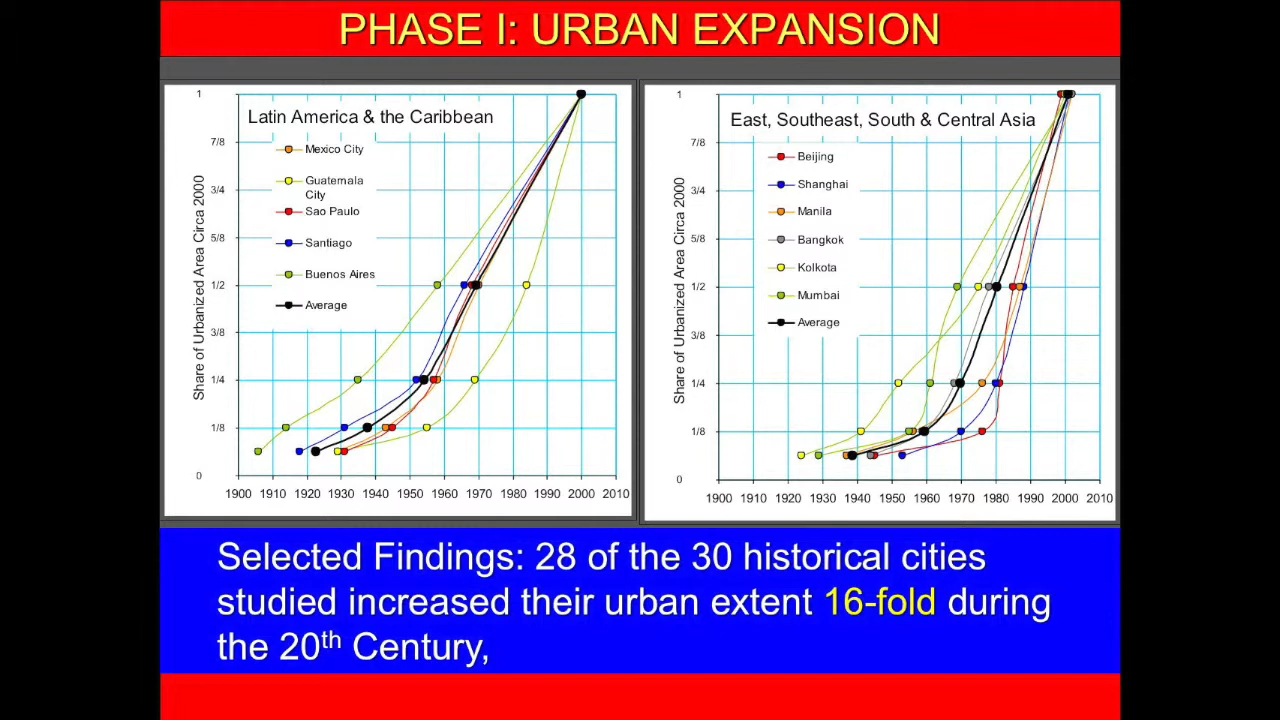 PHASE I: URBAN EXPANSION
Latin America & the Caribbean
Share of Urbanized Area Circa 2000
1
7/8
3/4
5/8
1/2
3/8
1/4
1/8
0
Mexico City
Guatemala
City
Sao Paulo
Santiago
Buenos Aires
Average
1900 1910 1920 1930 1940 1950 1960 1970 1980 1990 2000 2010
East, Southeast, South & Central Asia
Share of Urbanized Area Circa 2000
1
7/8
3/4
5/8
1/2
3/8
1/4
1/8
0
Beijing
Shanghai
Manila
Bangkok
Kolkota
Mumbai
Average
1900 1910 1920 1930 1940 1950 1960 1970 1980 1990 2000 2010
Selected Findings: 28 of the 30 historical cities
studied increased their urban extent 16-fold during
the 20th Century,